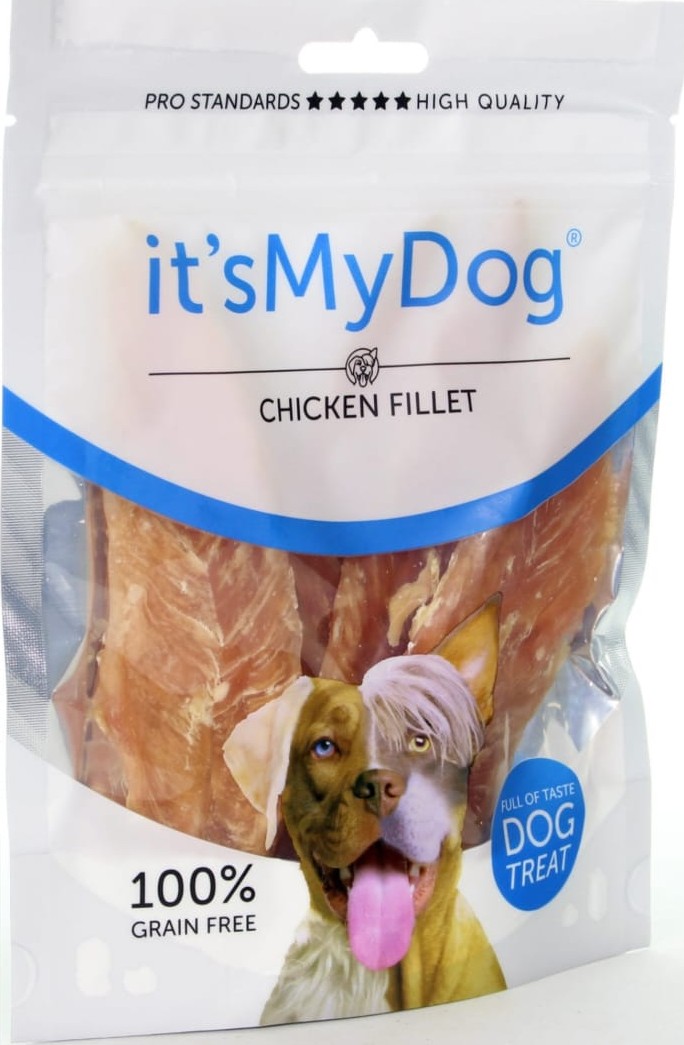 PRO STANDARDS ★★★★★ HIGH QUALITY
it'sMyDog®
CHICKEN FILLET
FULL OF TASTE
DOG
TREAT
100%
GRAIN FREE